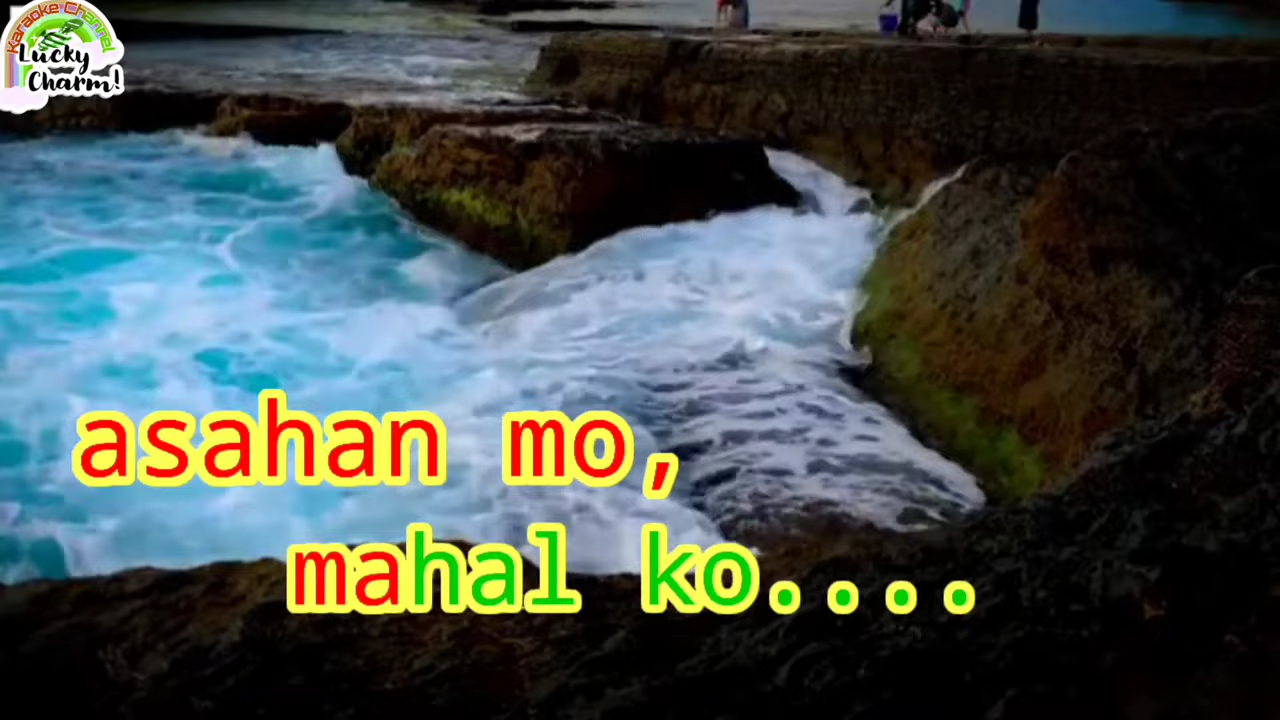 Karaoke Channel
Lucky
Charm!
asahan mo,
mahal ko....